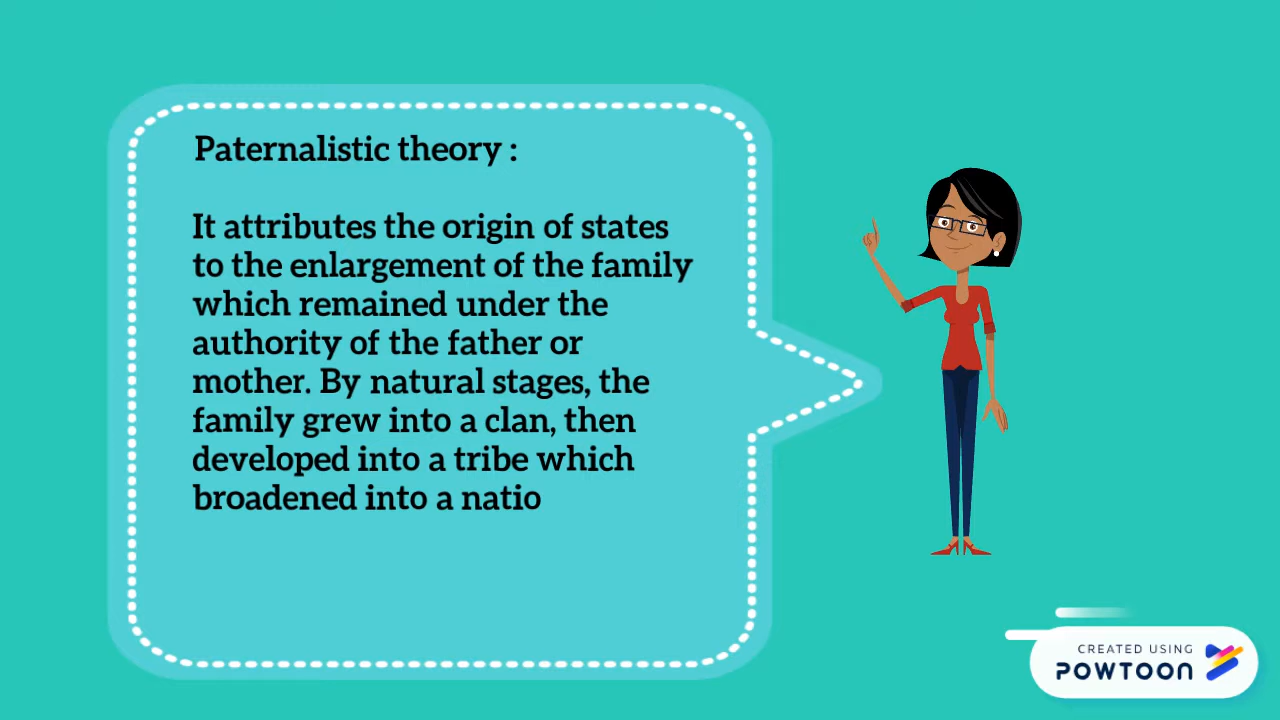 Paternalistic theory :
It attributes the origin of states
to the enlargement of the family
which remained under the
authority of the father or
mother. By natural stages, the
family grew into a clan, then
developed into a tribe which
broadened into a natio
CREATED USING
POWTOON